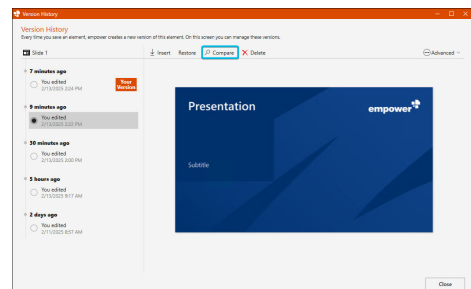 Version History
Version History
Every time you save an element, empower creates a new version of this element. On this screen you can manage these versions.
Slide 1
Insert Restore Compare Delete
Advanced
7 minutes ago
You edited
2/13/2025 2:24 PM
Your Version
9 minutes ago
You edited
2/13/2025 2:22 PM
30 minutes ago
You edited
2/13/2025 2:00 PM
5 hours ago
You edited
2/13/2025 9:17 AM
2 days ago
You edited
2/11/2025 8:57 AM
Presentation
empower
Subtitle
Close